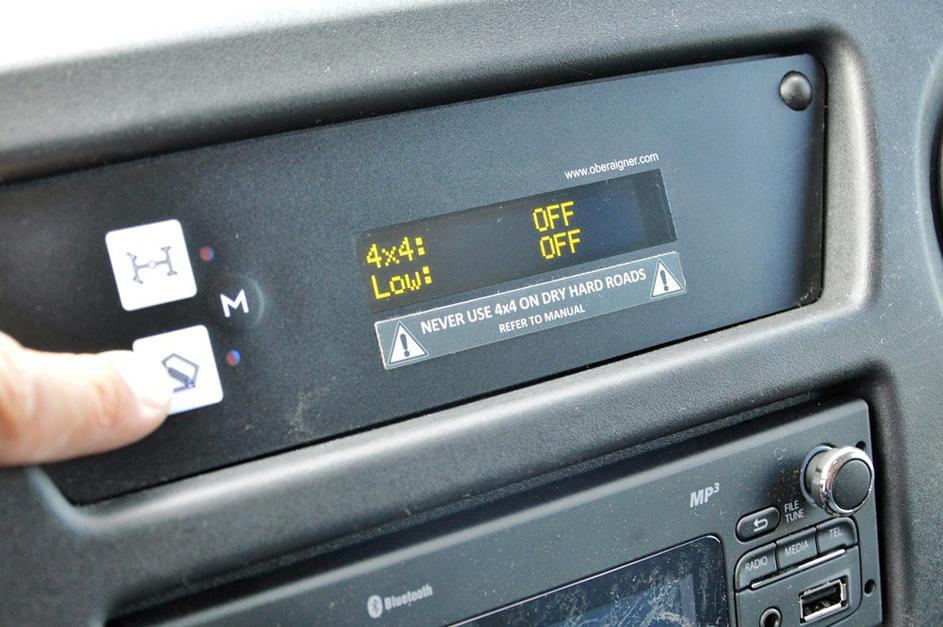 www.oberaigner.com
4x4: OFF
Low: OFF
M
NEVER USE 4x4 ON DRY HARD ROADS
REFER TO MANUAL
MP3
FILE
TUNE
RADIO MEDIA TEL
Bluetooth